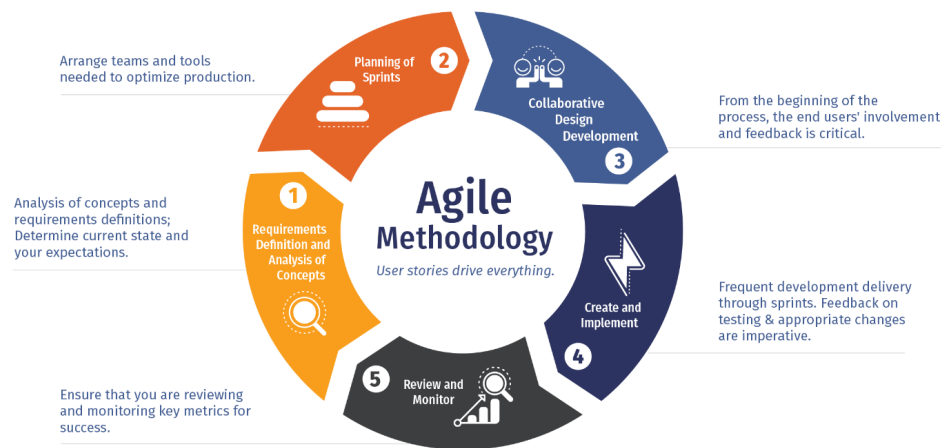 Agile
Methodology
User stories drive everything.
1
Requirements
Definition and
Analysis of
Concepts
Analysis of concepts and
requirements definitions;
Determine current state and
your expectations.
2
Planning of
Sprints
Arrange teams and tools
needed to optimize production.
Collaborative
Design
Development
3
From the beginning of the
process, the end users' involvement
and feedback is critical.
Create and
Implement
4
Frequent development delivery
through sprints. Feedback on
testing & appropriate changes
are imperative.
5
Review and
Monitor
Ensure that you are reviewing
and monitoring key metrics for
success.